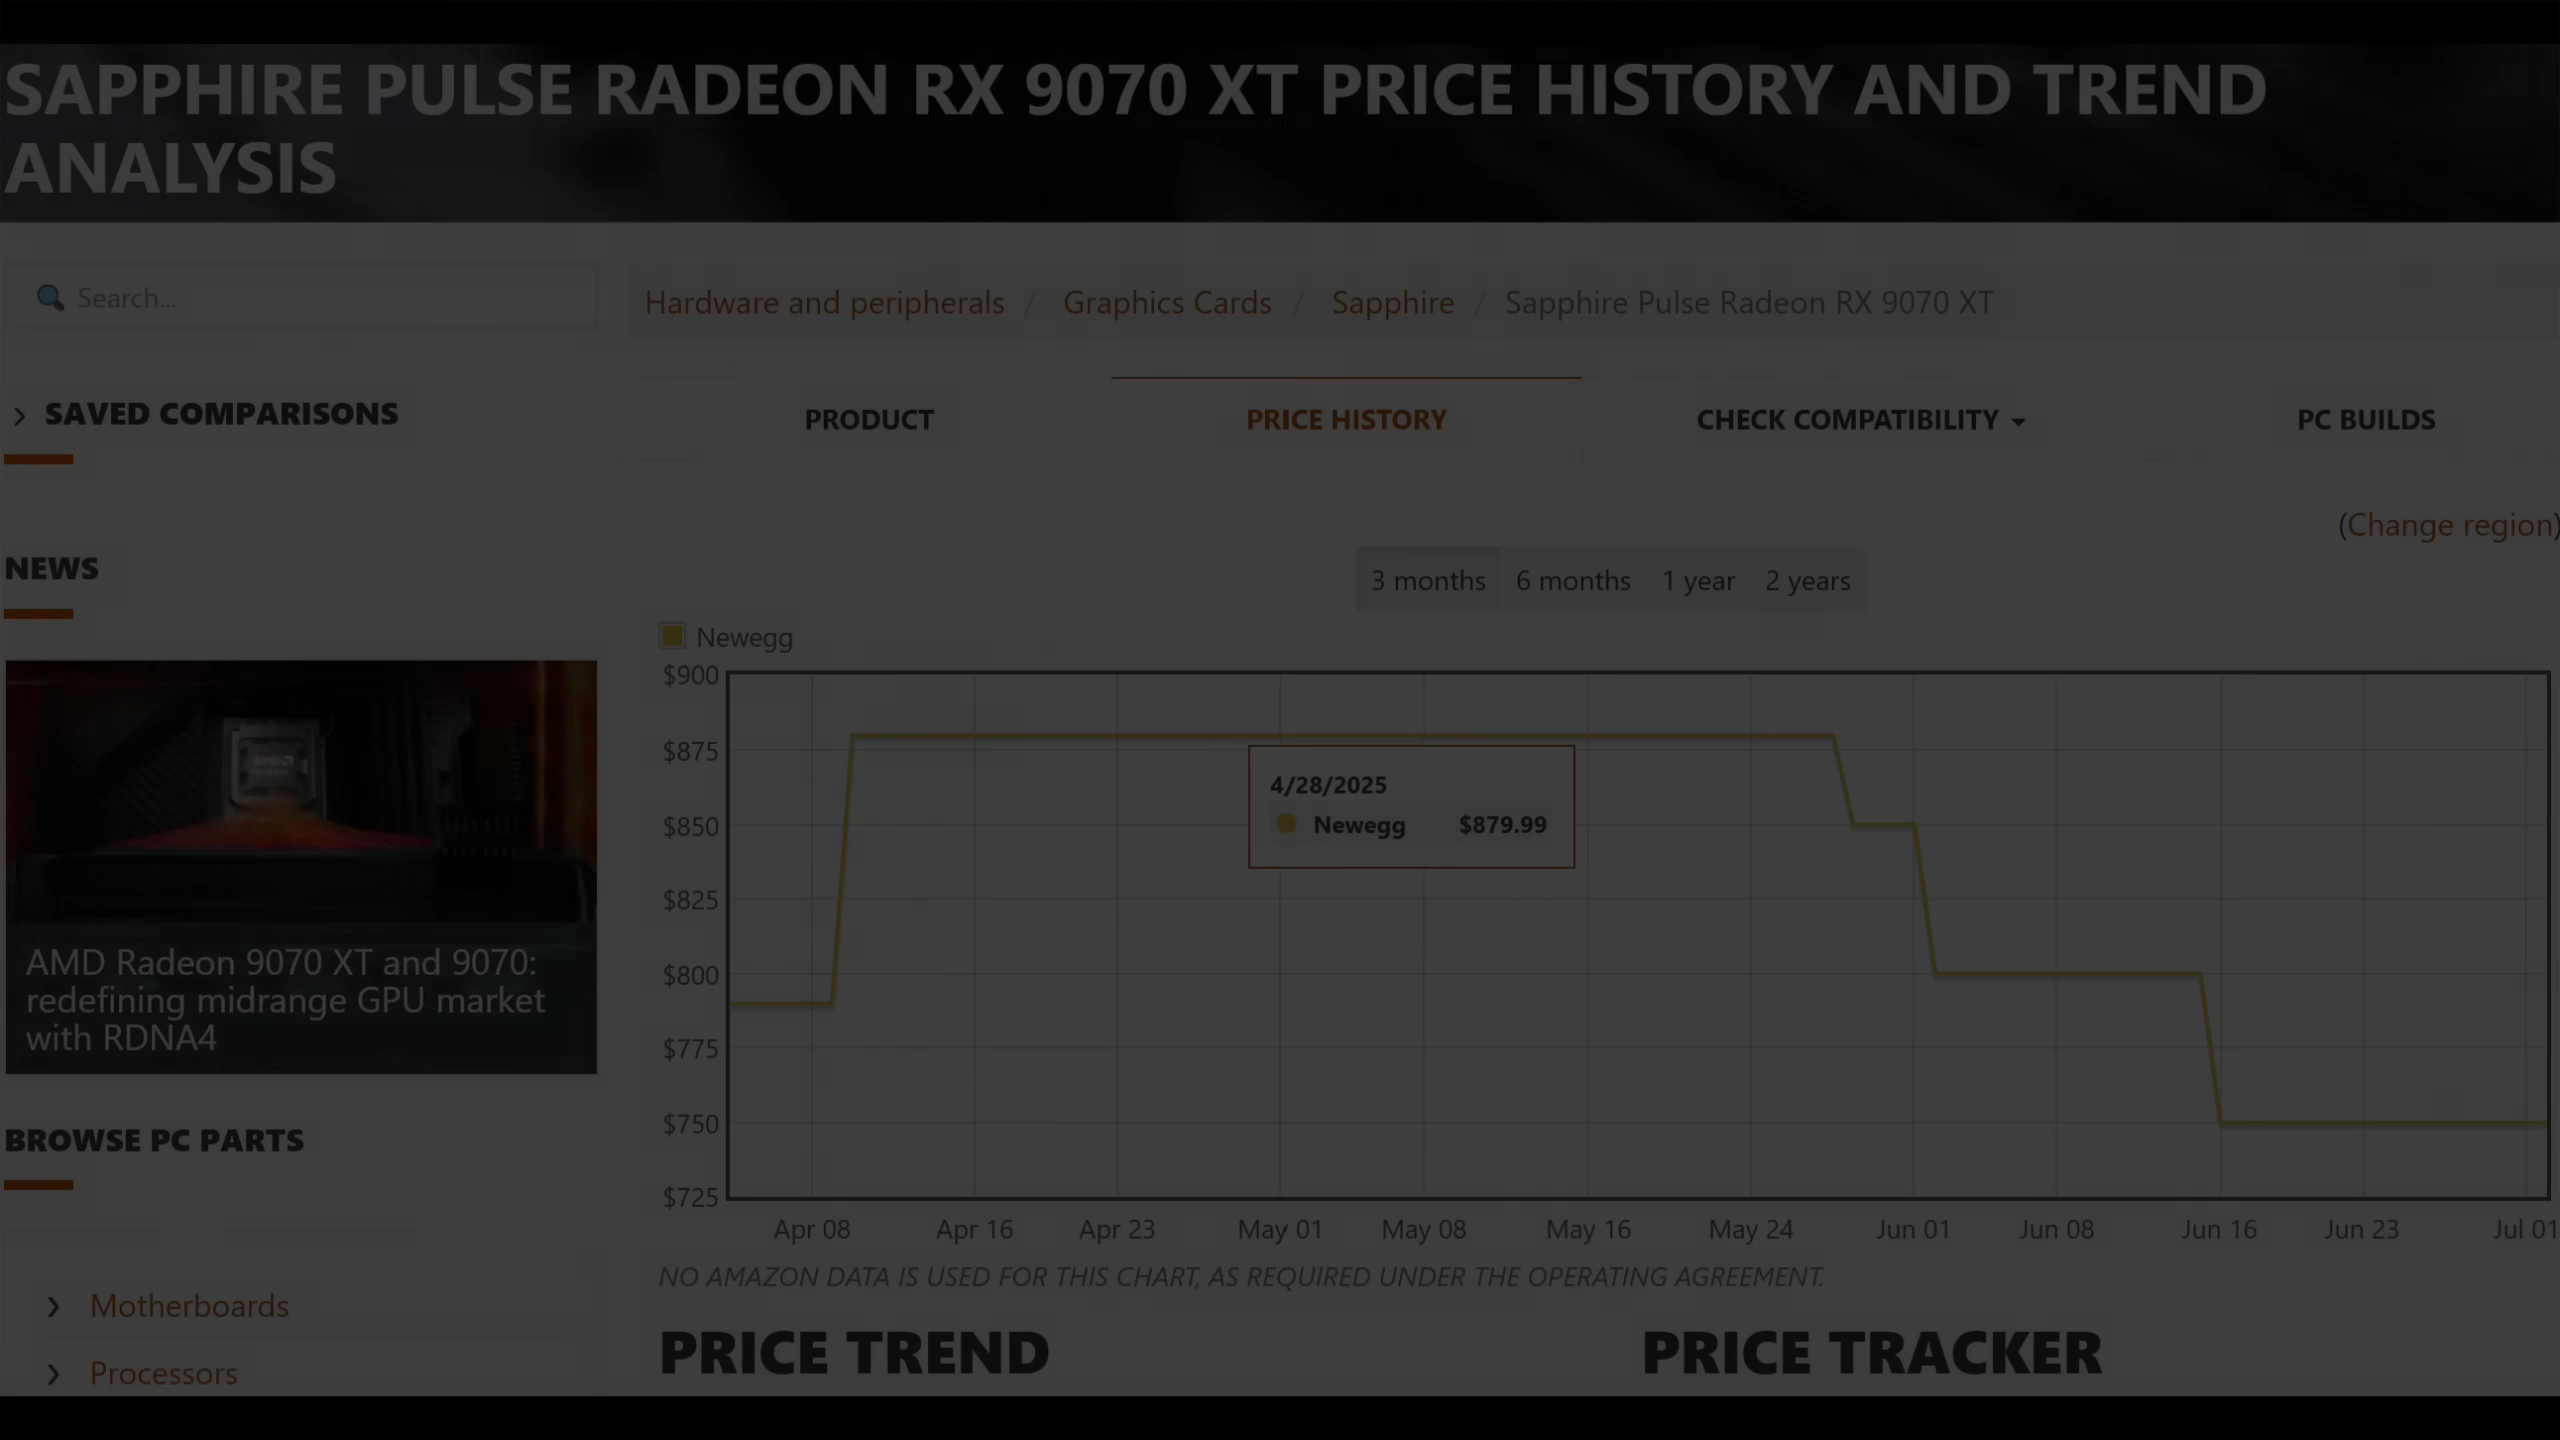 SAPPHIRE PULSE RADEON RX 9070 XT PRICE HISTORY AND TREND
ANALYSIS
Search...
Hardware and peripherals / Graphics Cards / Sapphire / Sapphire Pulse Radeon RX 9070 XT
SAVED COMPARISONS
PRODUCT
PRICE HISTORY
CHECK COMPATIBILITY
PC BUILDS
(Change region)
NEWS
3 months 6 months 1 year 2 years
Newegg
$900
$875
$850
$825
$800
$775
$750
$725
4/28/2025
Newegg $879.99
Apr 08 Apr 16 Apr 23 May 01 May 08 May 16 May 24 Jun 01 Jun 08 Jun 16 Jun 23 Jul 01
AMD
AMD Radeon 9070 XT and 9070:
redefining midrange GPU market
with RDNA4
BROWSE PC PARTS
NO AMAZON DATA IS USED FOR THIS CHART, AS REQUIRED UNDER THE OPERATING AGREEMENT.
Motherboards
Processors
PRICE TREND
PRICE TRACKER